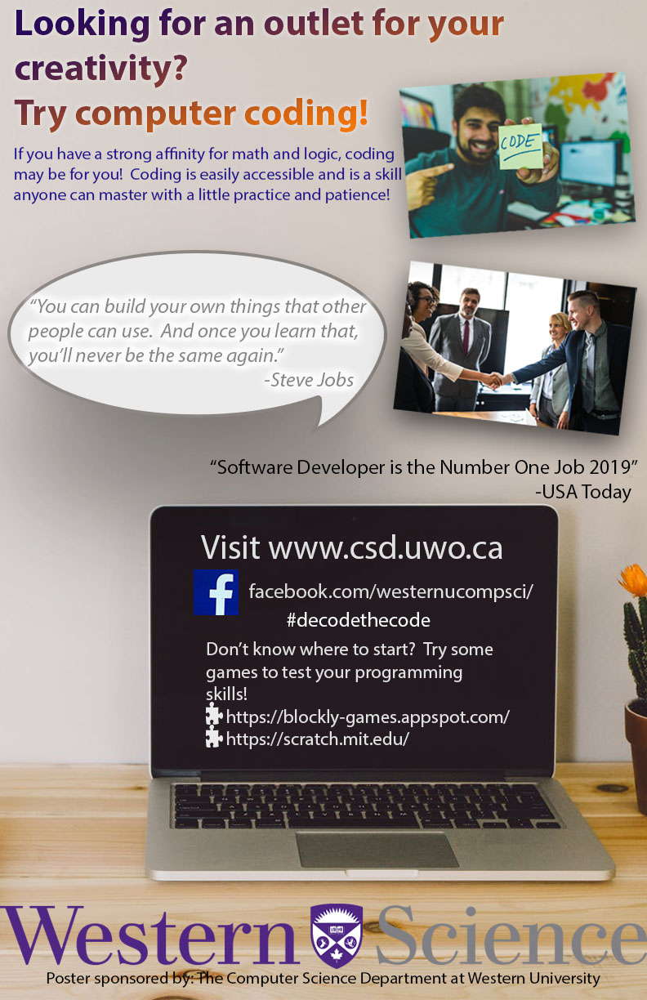 Looking for an outlet for your
creativity?
Try computer coding!
If you have a strong affinity for math and logic, coding
may be for you!  Coding is easily accessible and is a skill
anyone can master with a little practice and patience!
CODE
“You can build your own things that other
people can use.  And once you learn that,
you’ll never be the same again.”
-Steve Jobs
“Software Developer is the Number One Job 2019”
-USA Today
Visit www.csd.uwo.ca
f facebook.com/westernucompsci/
#decodethecode
Don’t know where to start?  Try some
games to test your programming
skills!
https://blockly-games.appspot.com/
https://scratch.mit.edu/
Western Science
Poster sponsored by: The Computer Science Department at Western University